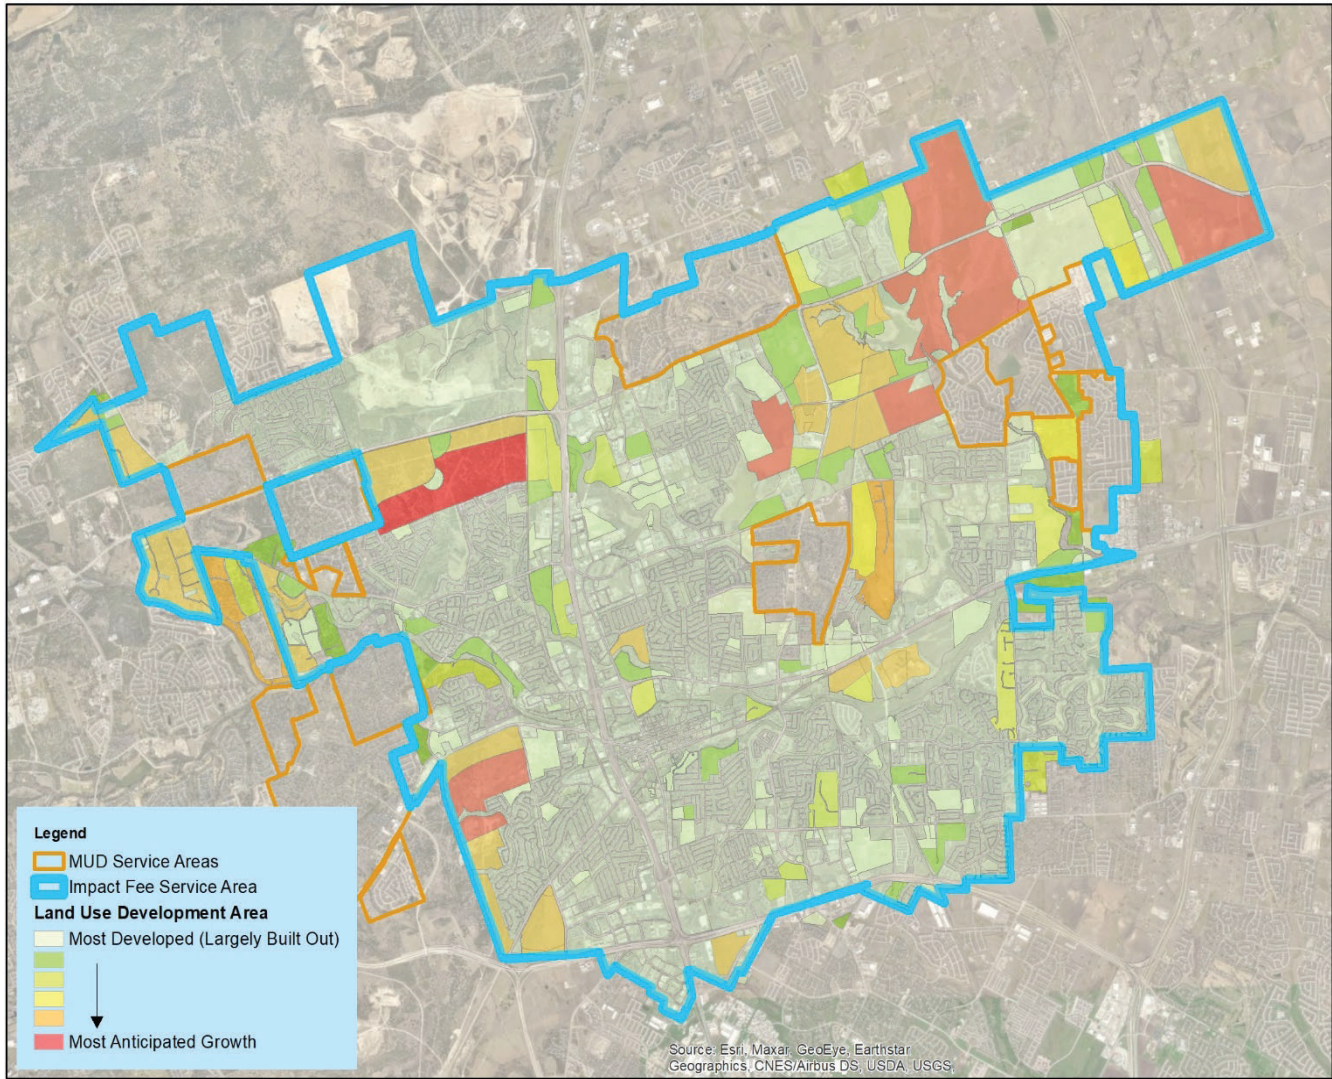 Legend
MUD Service Areas
Impact Fee Service Area
Land Use Development Area
Most Developed (Largely Built Out)
Most Anticipated Growth
Source: Esri, Maxar, GeoEye, Earthstar
Geographics, CNES/Airbus DS, USDA, USGS,